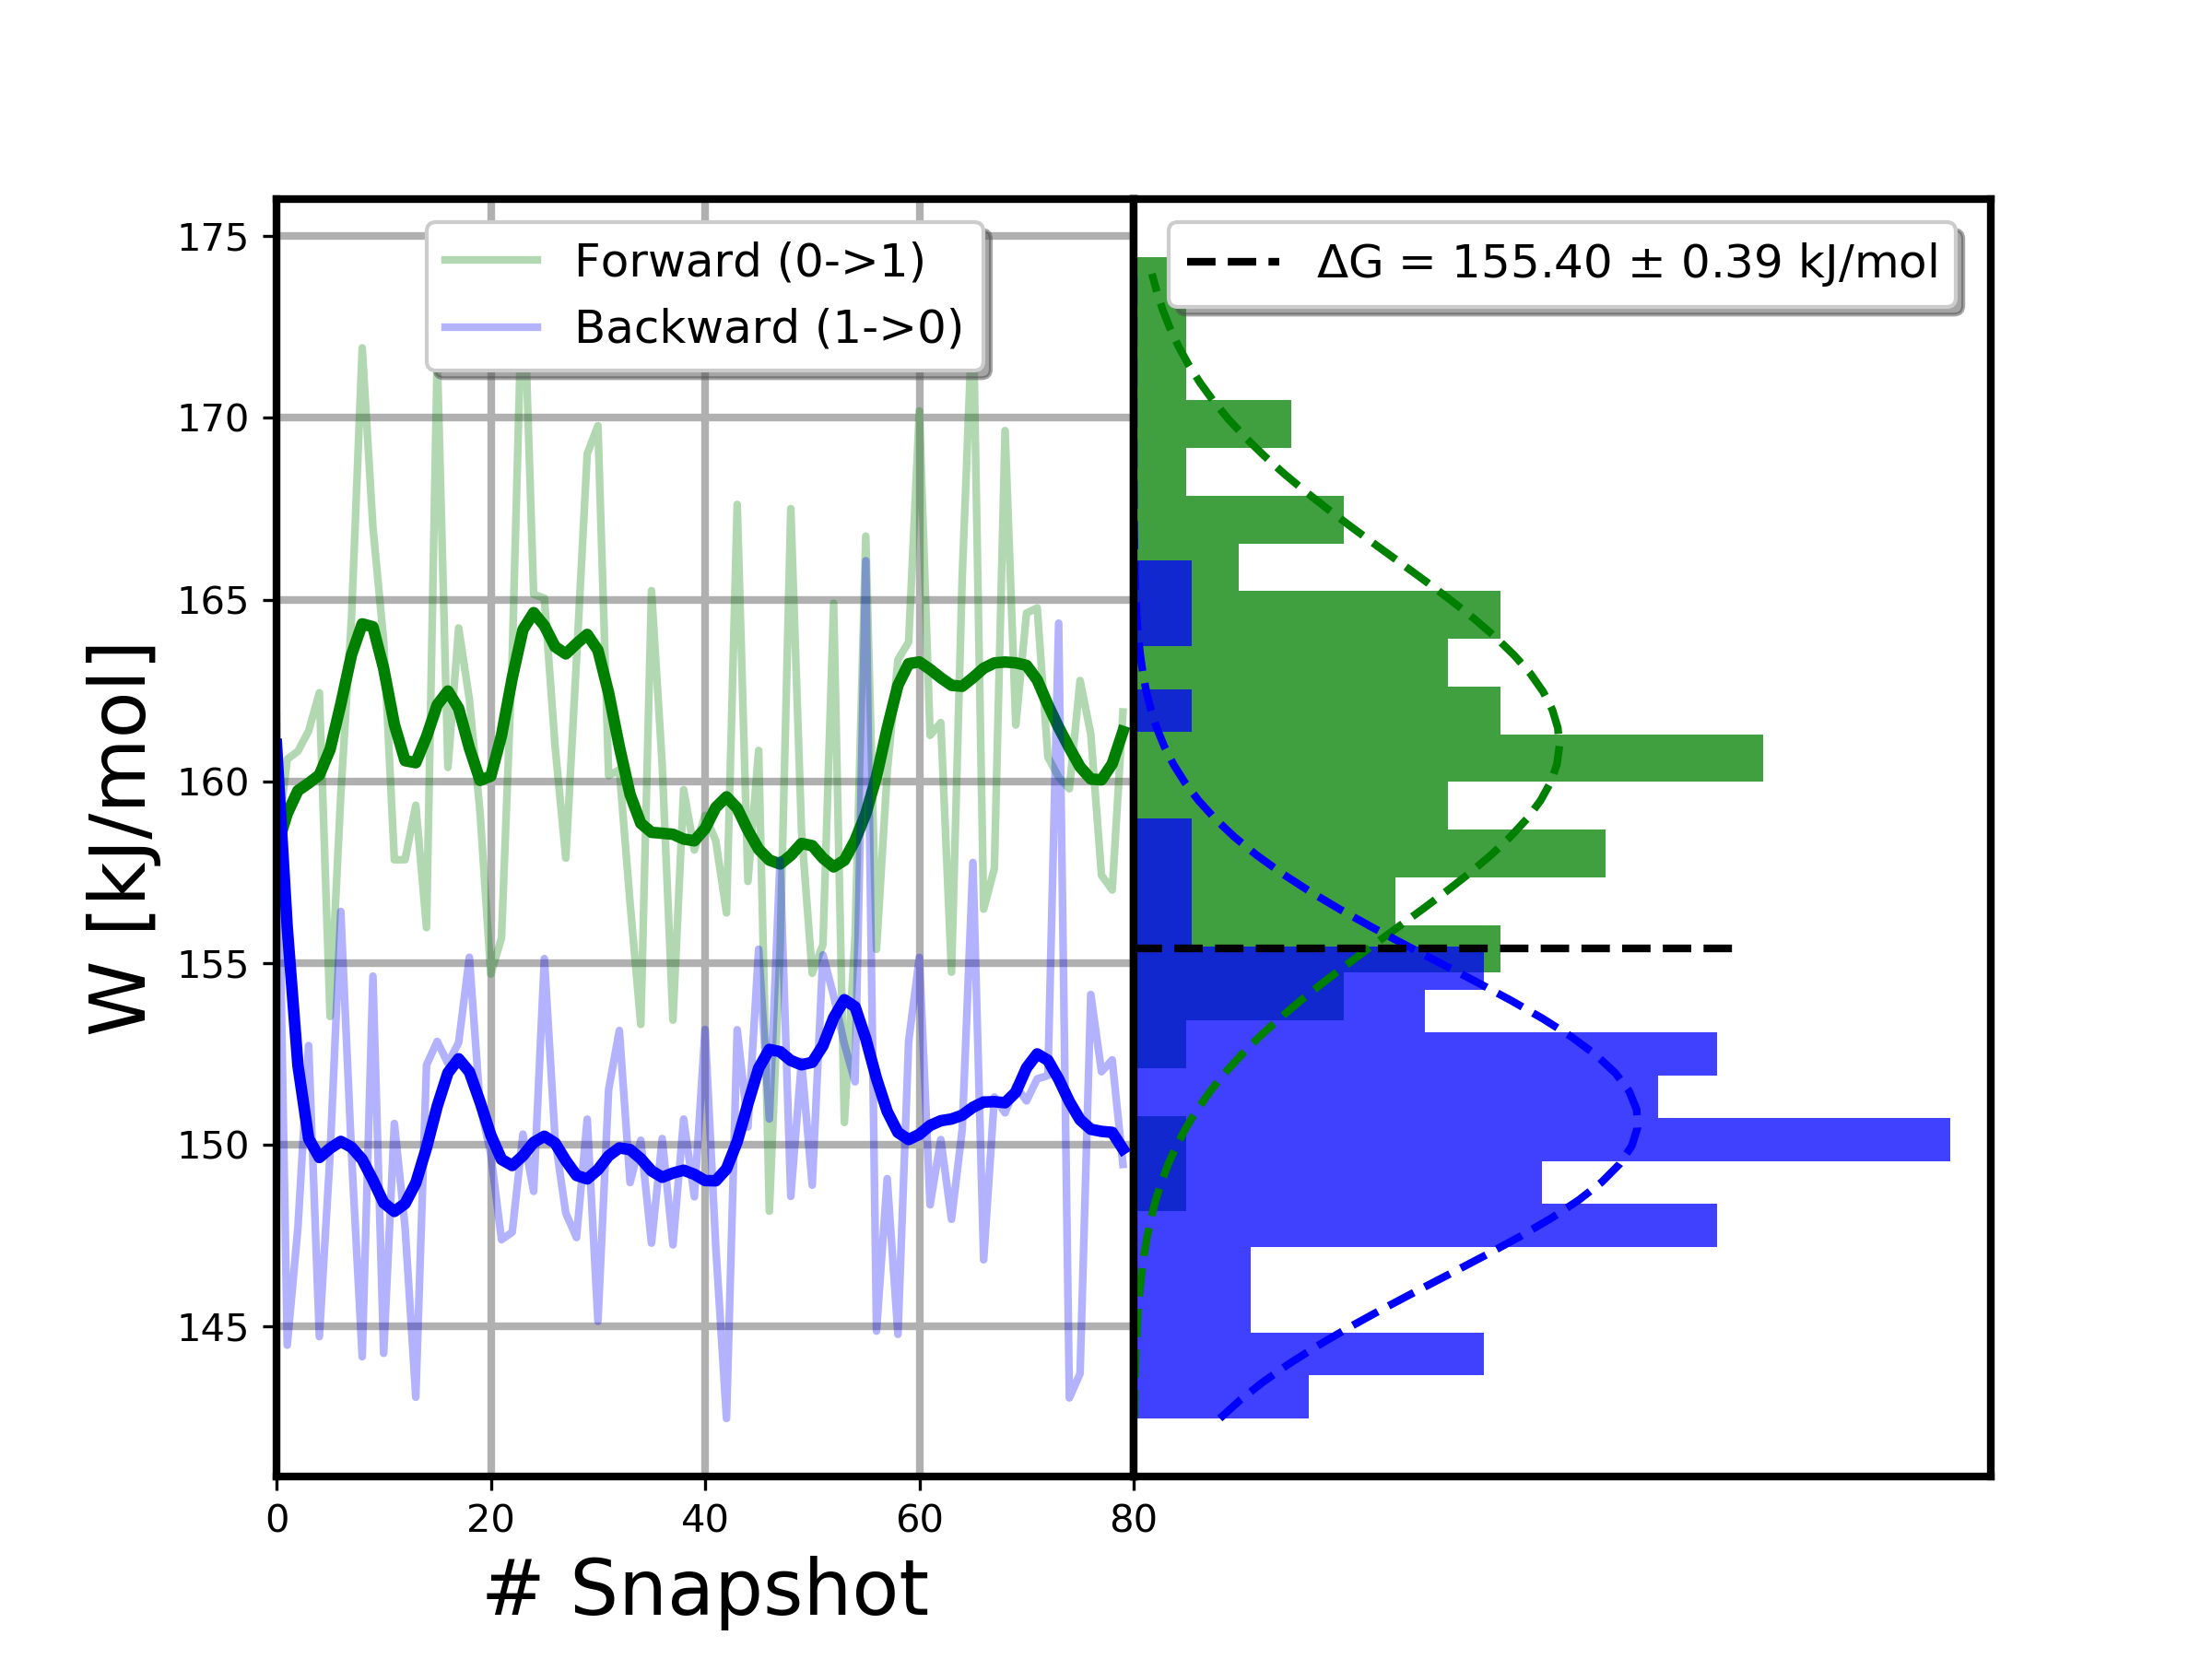 175
170
165
160
155
150
145
W [kJ/mol]
Forward (0->1)
Backward (1->0)
ΔG = 155.40 ± 0.39 kJ/mol
0 20 40 60 80
# Snapshot